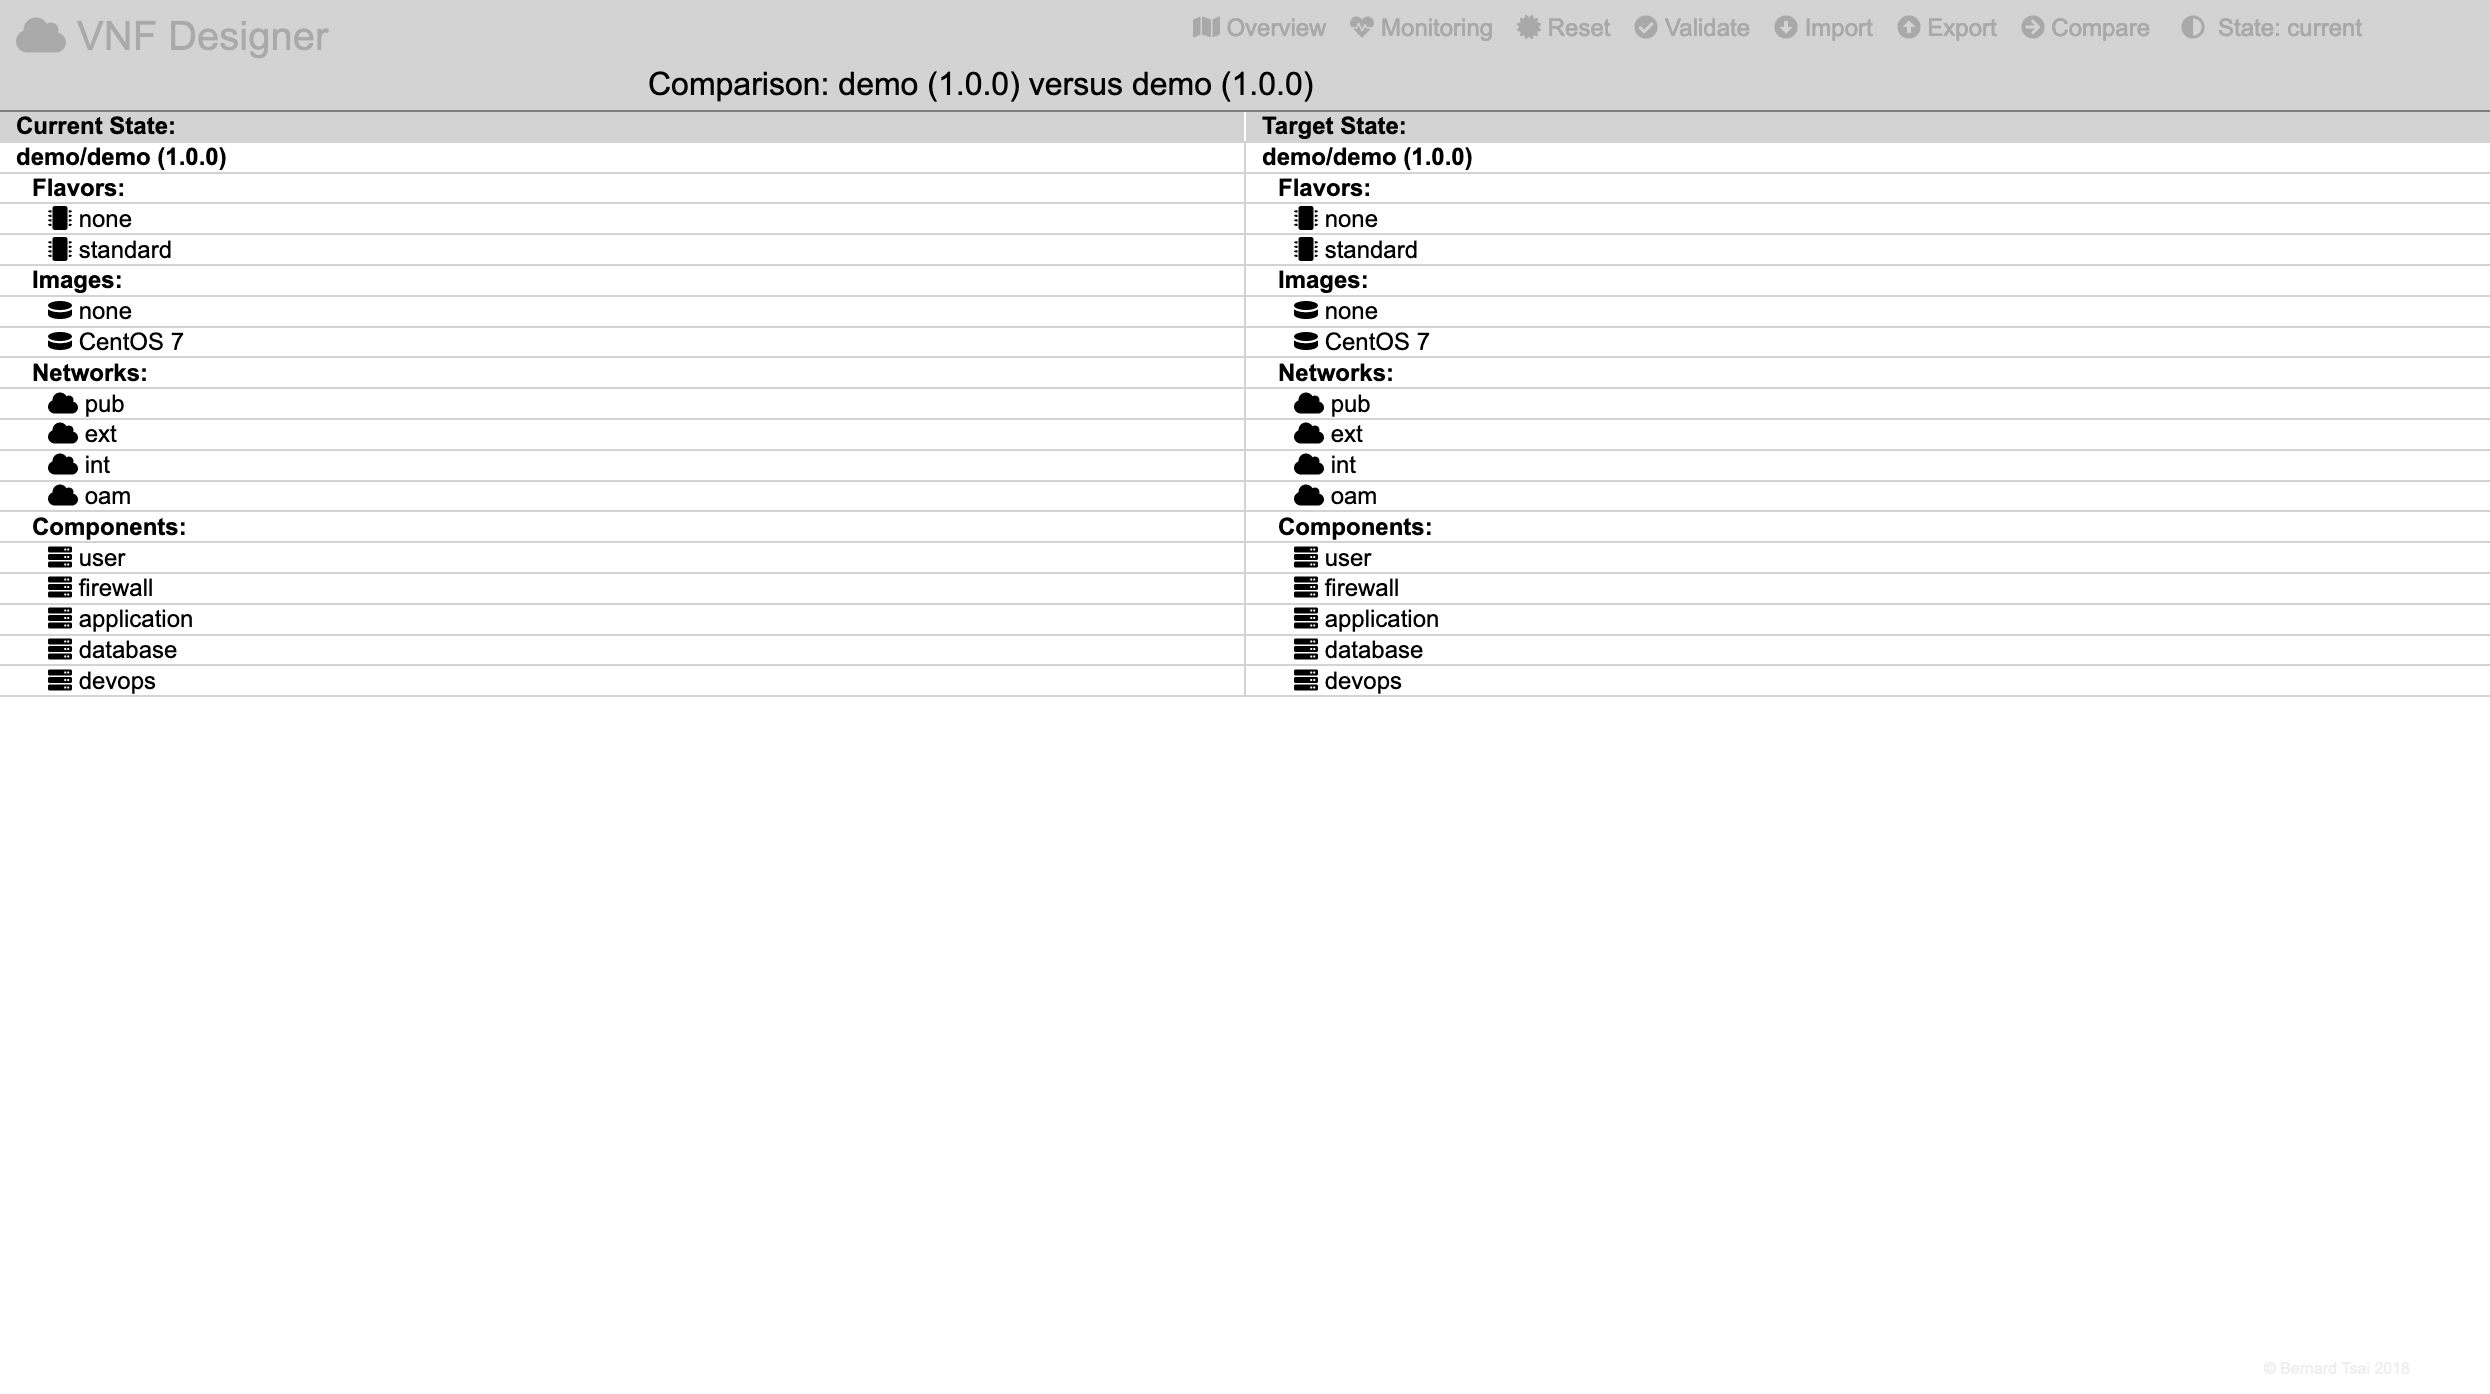 VNF Designer
Overview Monitoring Reset Validate Import Export Compare State: current
Comparison: demo (1.0.0) versus demo (1.0.0)
Current State: Target State:
demo/demo (1.0.0) demo/demo (1.0.0)
Flavors: Flavors:
none none
standard standard
Images: Images:
none none
CentOS 7 CentOS 7
Networks: Networks:
pub pub
ext ext
int int
oam oam
Components: Components:
user user
firewall firewall
application application
database database
devops devops
© Bernard Tsai 2018